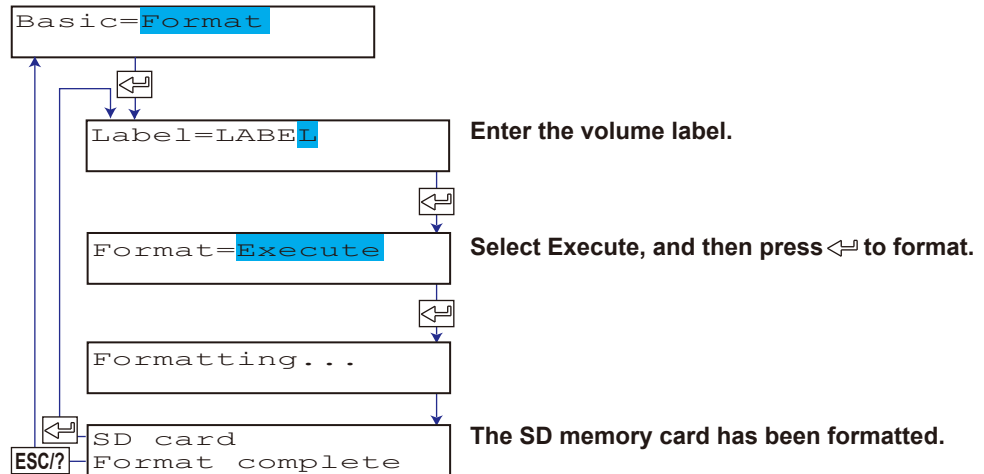 Basic=Format
Label=LABEL
Enter the volume label.
Format=Execute
Select Execute, and then press to format.
Formatting...
SD card
Format complete
The SD memory card has been formatted.
ESC/?